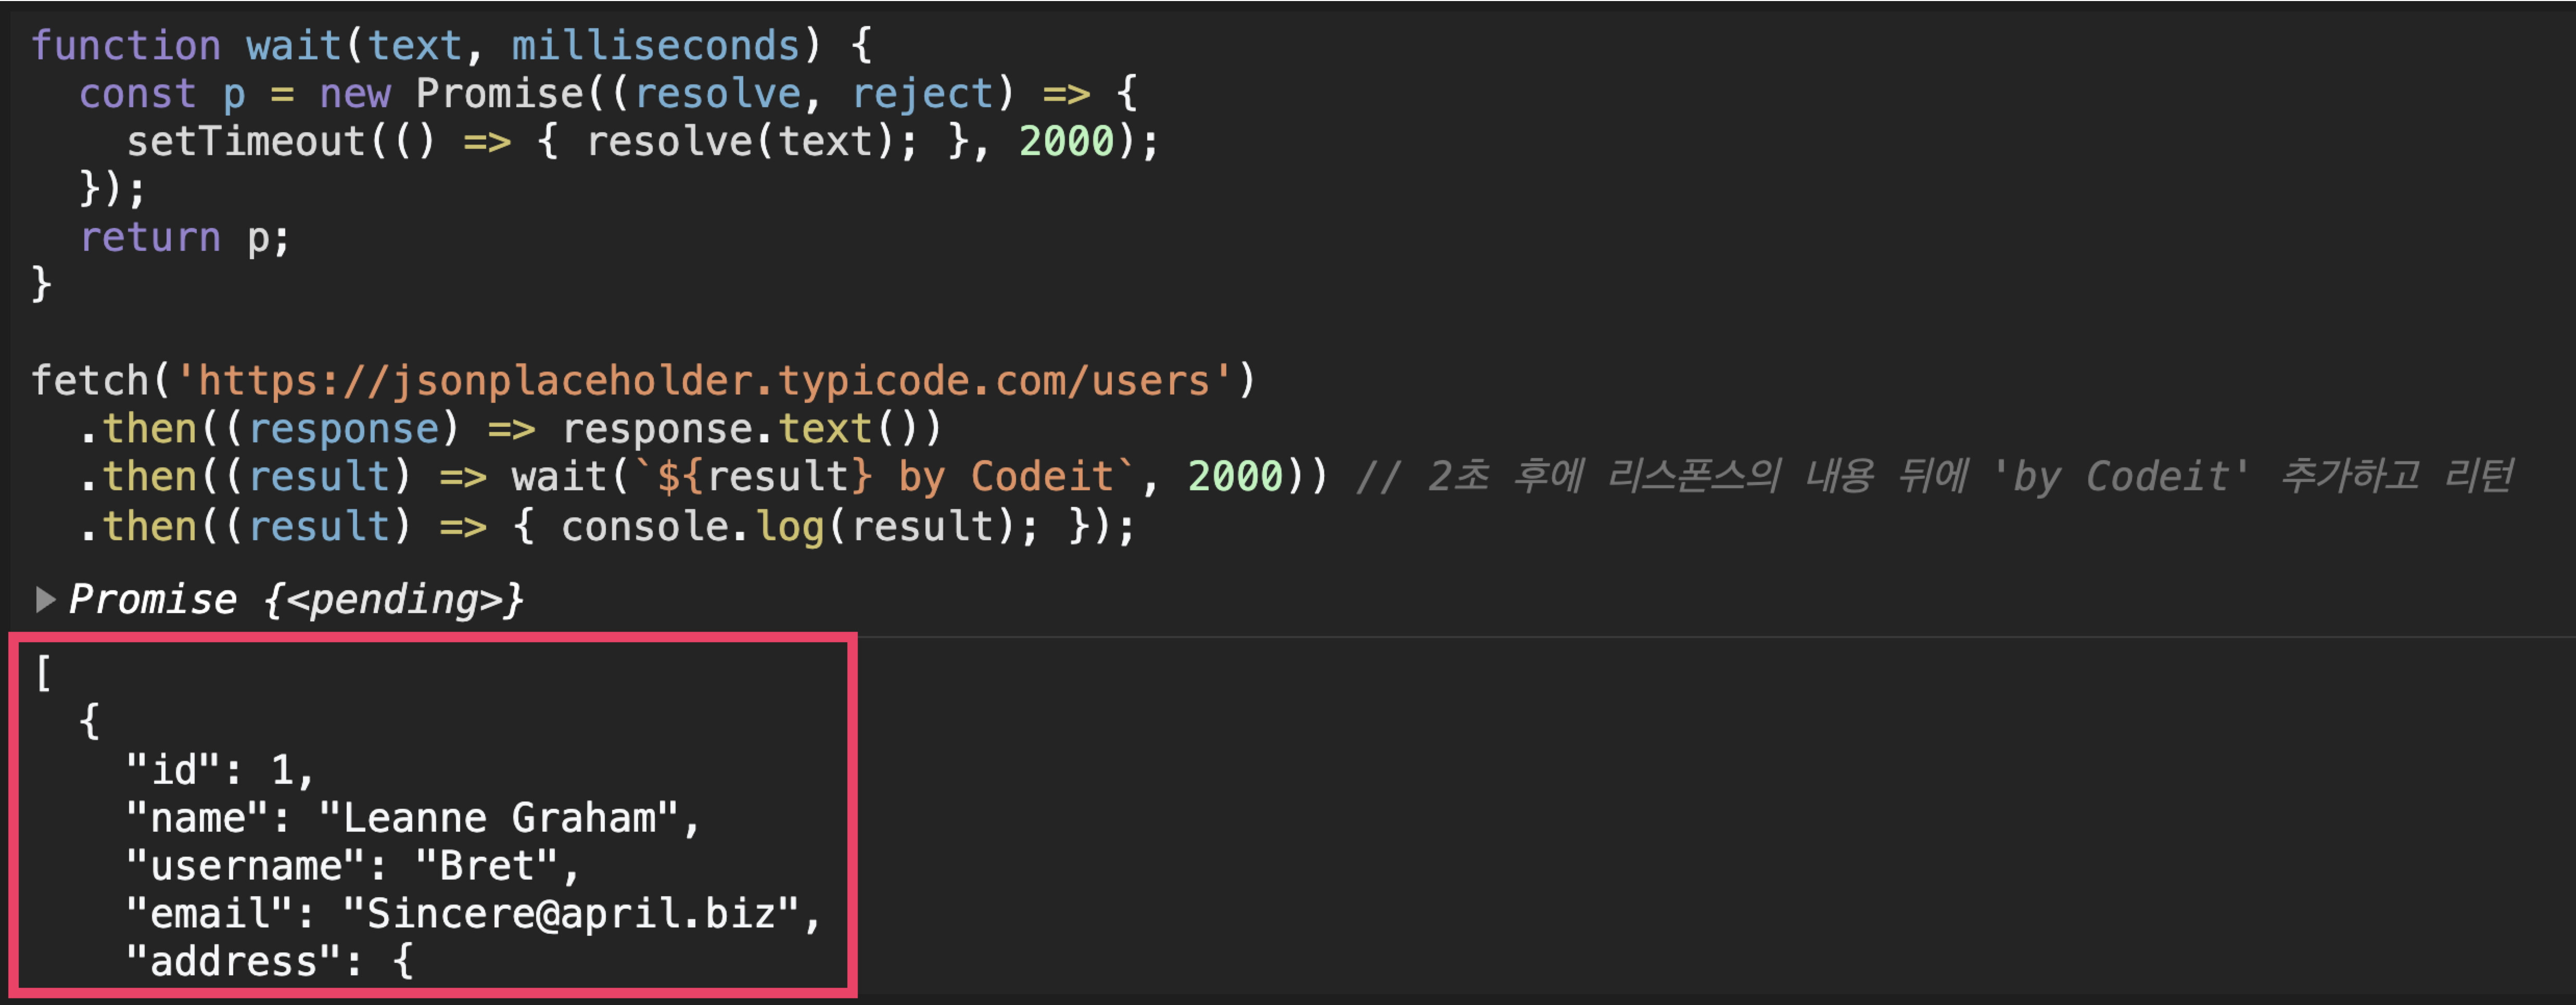 function wait(text, milliseconds) {
  const p = new Promise((resolve, reject) => {
    setTimeout(() => { resolve(text); }, 2000);
  });
  return p;
}

fetch('https://jsonplaceholder.typicode.com/users')
  .then((response) => response.text())
  .then((result) => wait(`${result} by Codeit`, 2000)) // 2초 후에 리스폰스의 내용 뒤에 'by Codeit' 추가하고 리턴
  .then((result) => { console.log(result); });
Promise {<pending>}
[
  {
    "id": 1,
    "name": "Leanne Graham",
    "username": "Bret",
    "email": "Sincere@april.biz",
    "address": {